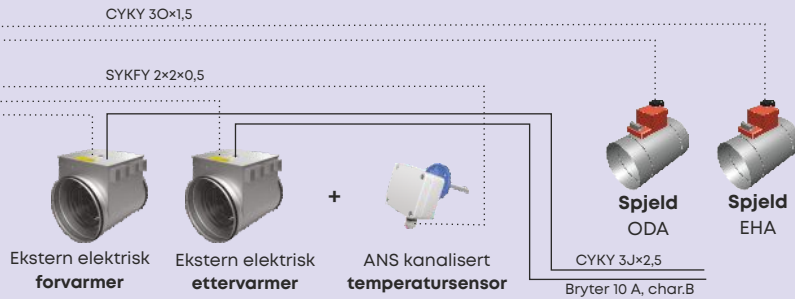 CYKY 3O×1,5
SYKFY 2×2×0,5
+
Spjeld
ODA
Spjeld
EHA
Ekstern elektrisk
forvarmer
Ekstern elektrisk
ettervarmer
ANS kanalisert
temperatursensor
CYKY 3J×2,5
Bryter 10 A, char.B